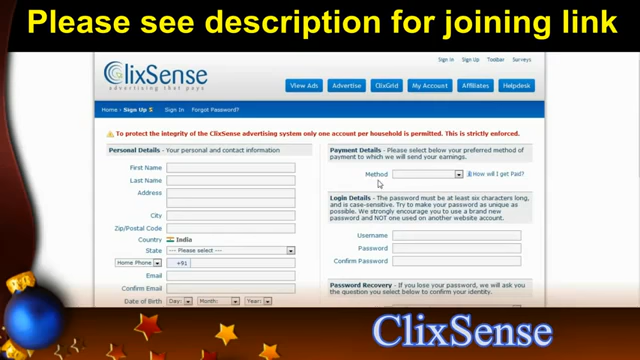 Please see description for joining link
ClixSense
advertising that pays
Sign in Sign Up Toolbar Surveys
View Ads Advertise ClixGrid My Account Affiliates Helpdesk
Home Sign Up Sign In Forgot Password?
To protect the integrity of the ClixSense advertising system only one account per household is permitted. This is strictly enforced.
Personal Details - Your personal and contact information
First Name
Last Name
Address
City
Zip/Postal Code
Country India
State --- Please select ---
Home Phone +91
Email
Confirm Email
Date of Birth Day: Month: Year:
Payment Details - Please select below your preferred method of
payment to which we will send your earnings.
Method How will I get Paid?
Login Details - The password must be at least six characters long,
and is case-sensitive. Try to make your password as unique as
possible. We strongly encourage you to use a brand new
password and NOT one used on another website account.
Username
Password
Confirm Password
Password Recovery - If you lose your password, we will ask you
the question you select below to confirm your identity.
ClixSense